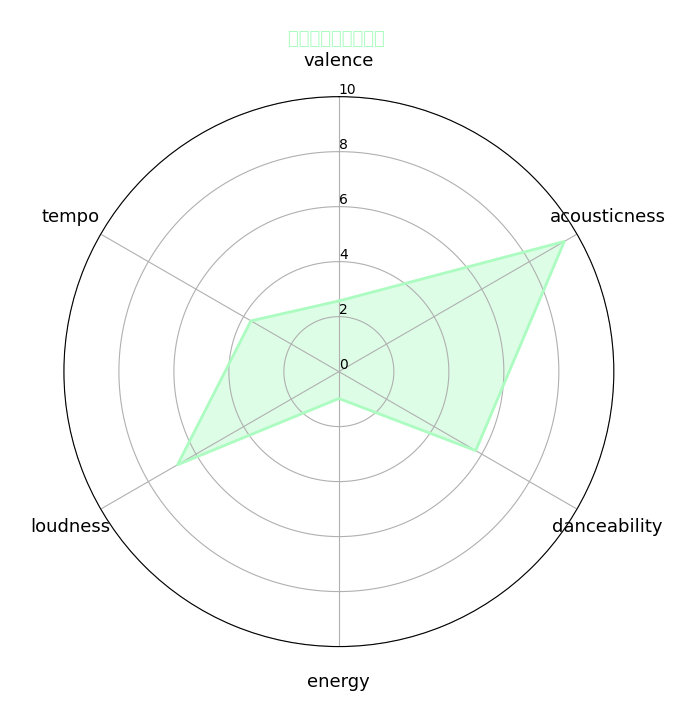 valence
10
acousticness
8
tempo
6
4
2
0
loudness
danceability
energy